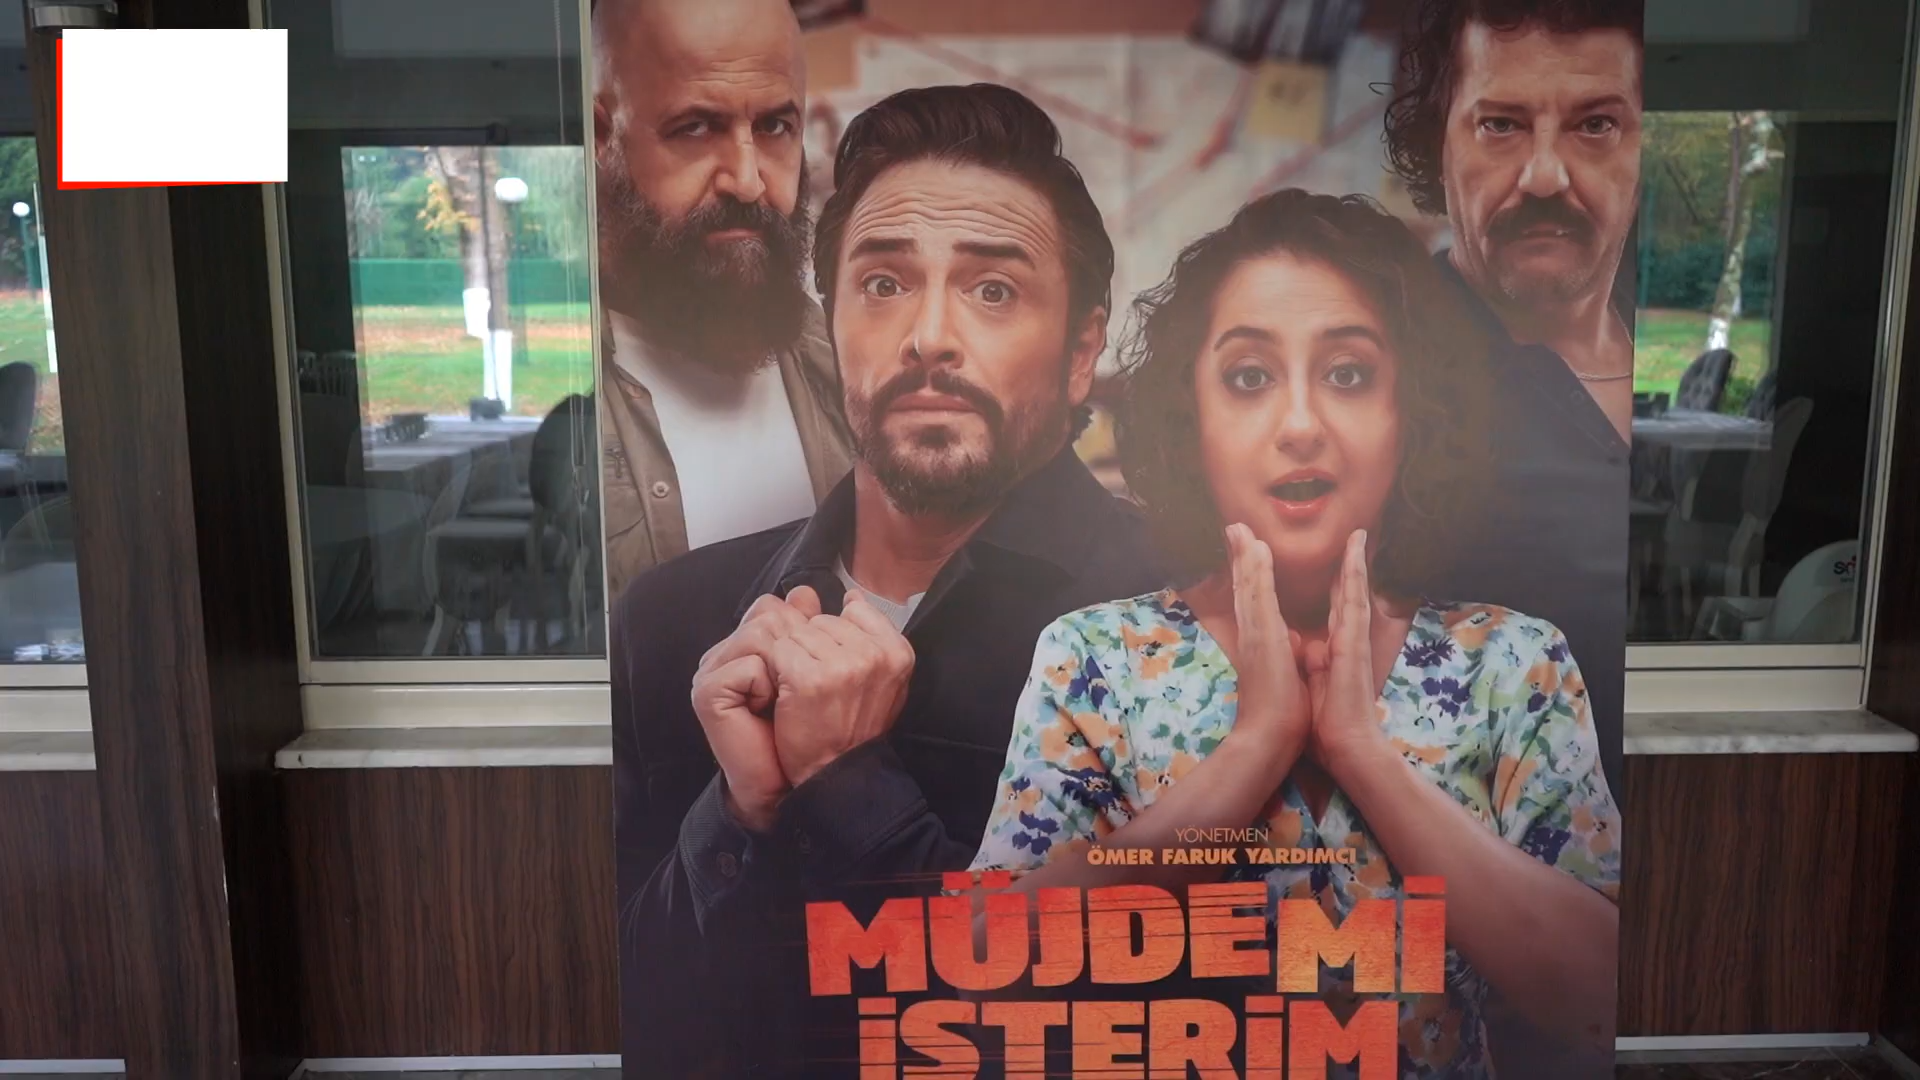 YÖNETMEN
ÖMER FARUK YARDIMCI
MÜJDEMİ
İSTERİM